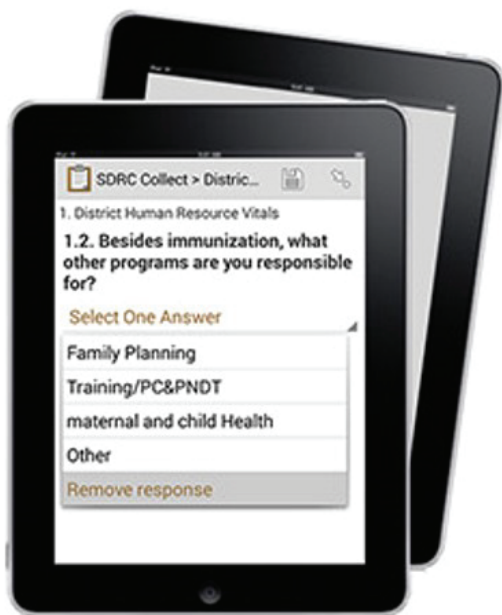 SDRC Collect > Distric...
1. District Human Resource Vitals
1.2. Besides immunization, what
other programs are you responsible
for?
Select One Answer
Family Planning
Training/PC&PNDT
maternal and child Health
Other
Remove response